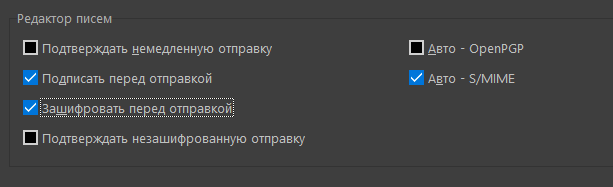 Редактор писем
Подтверждать немедленную отправку
Авто - OpenPGP
Подписать перед отправкой
Авто - S/MIME
Зашифровать перед отправкой
Подтверждать незашифрованную отправку